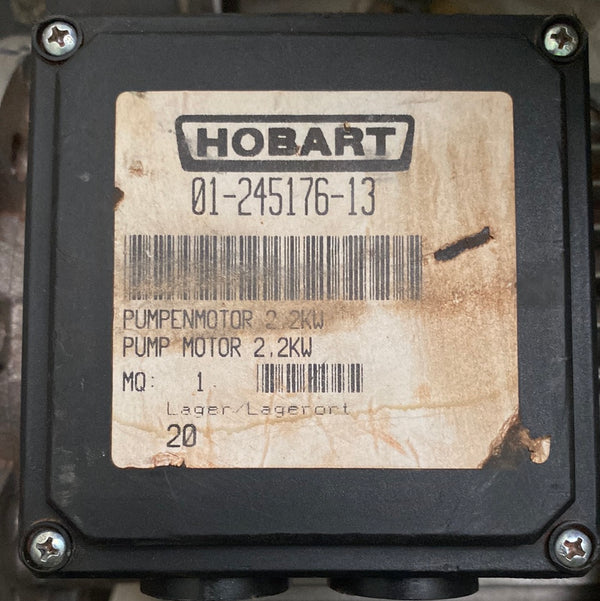 HOBART
01-245176-13
PUMPENMOTOR 2.2KW
PUMP MOTOR 2.2KW
MQ: 1
Lager/Lagerort
20